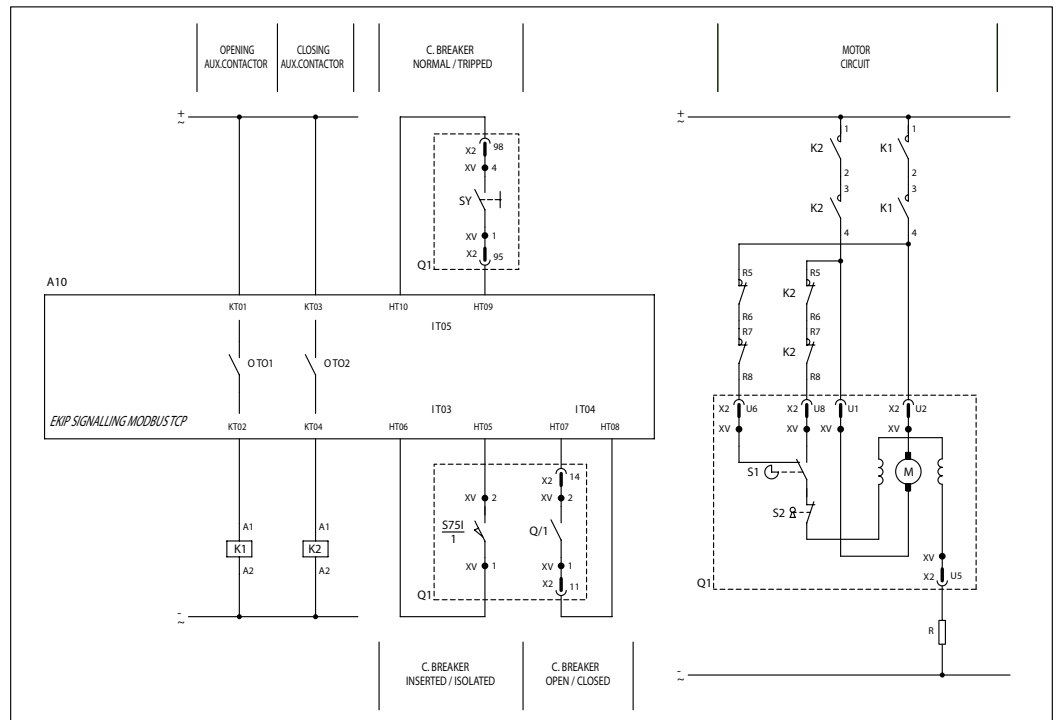 OPENING
AUX.CONTACTOR
CLOSING
AUX.CONTACTOR
C. BREAKER
NORMAL / TRIPPED
MOTOR
CIRCUIT
+
~
+
~
X2 98
XV 4
SY
XV 1
X2 95
Q1
1
K2
2
3
K2
4
1
K1
2
3
K1
4
A10
KT01
KT03
HT10
HT09
IT05
O TO1
O TO2
IT03
IT04
EKIP SIGNALLING MODBUS TCP
KT02
KT04
HT06
HT05
HT07
HT08
R5
R6
R7
R8
R5
K2
R6
R7
K2
R8
X2 U6
X2 U8
U1
X2 U2
XV
XV
XV
XV
S1
S2
M
XV
X2 U5
Q1
R
A1
K1
A2
A1
K2
A2
XV 2
S75I
1
XV 1
X2 14
XV 2
Q/1
XV 1
X2 11
Q1
-
~
-
~
C. BREAKER
INSERTED / ISOLATED
C. BREAKER
OPEN / CLOSED